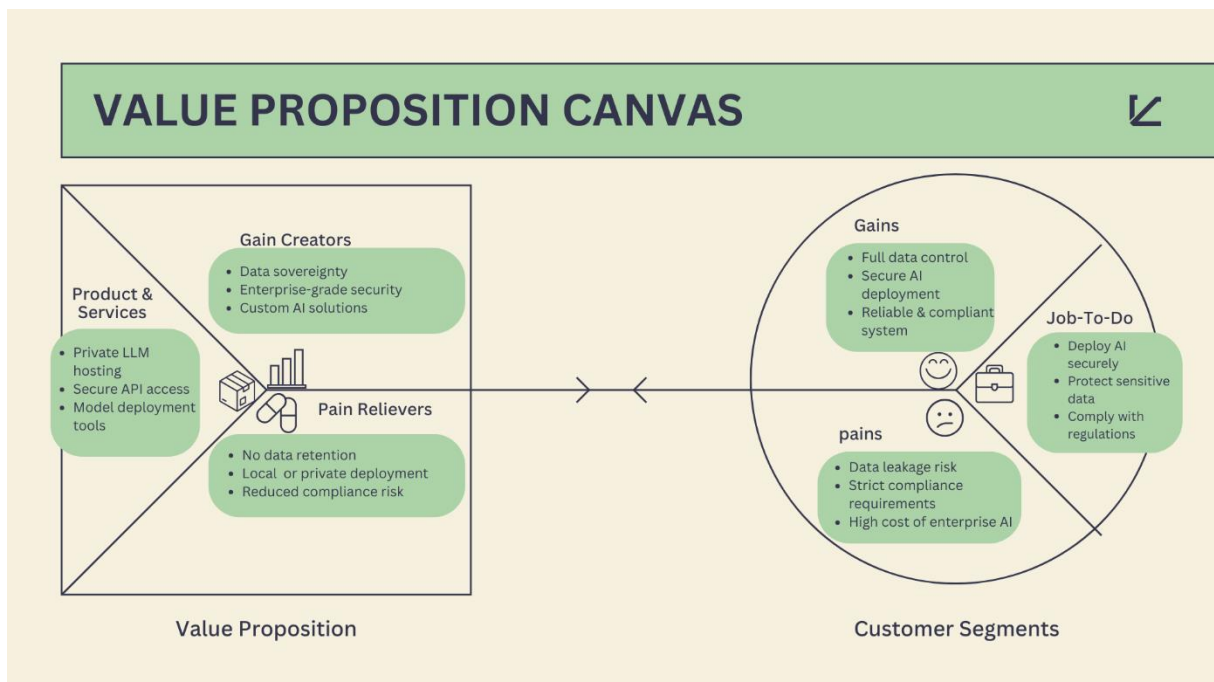 VALUE PROPOSITION CANVAS
Gain Creators
• Data sovereignty
• Enterprise-grade security
• Custom AI solutions
Product &
Services
• Private LLM
hosting
• Secure API access
• Model deployment
tools
Pain Relievers
• No data retention
• Local or private deployment
• Reduced compliance risk
Value Proposition
Gains
• Full data control
• Secure AI
deployment
• Reliable & compliant
system
Job-To-Do
• Deploy AI
securely
• Protect sensitive
data
• Comply with
regulations
pains
• Data leakage risk
• Strict compliance
requirements
• High cost of enterprise AI
Customer Segments